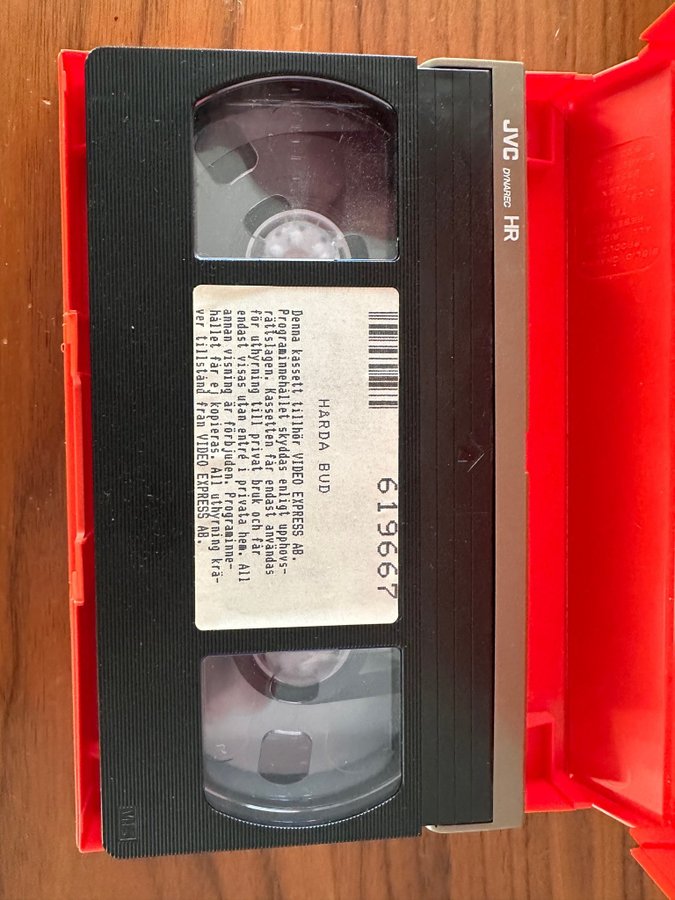 JVC DYNAREC HR
619667
HÅRDA BUD
Denna kassett tillhör VIDEO EXPRESS AB.
Programinnehållet skyddas enligt upphovs-
rättslagen. Kassetten får endast användas
för uthyrning till privat bruk och får
endast visas utan entré i privata hem. All
annan visning är förbjuden. Programinne-
hållet får ej kopieras. All uthyrning krä-
ver tillstånd från VIDEO EXPRESS AB.